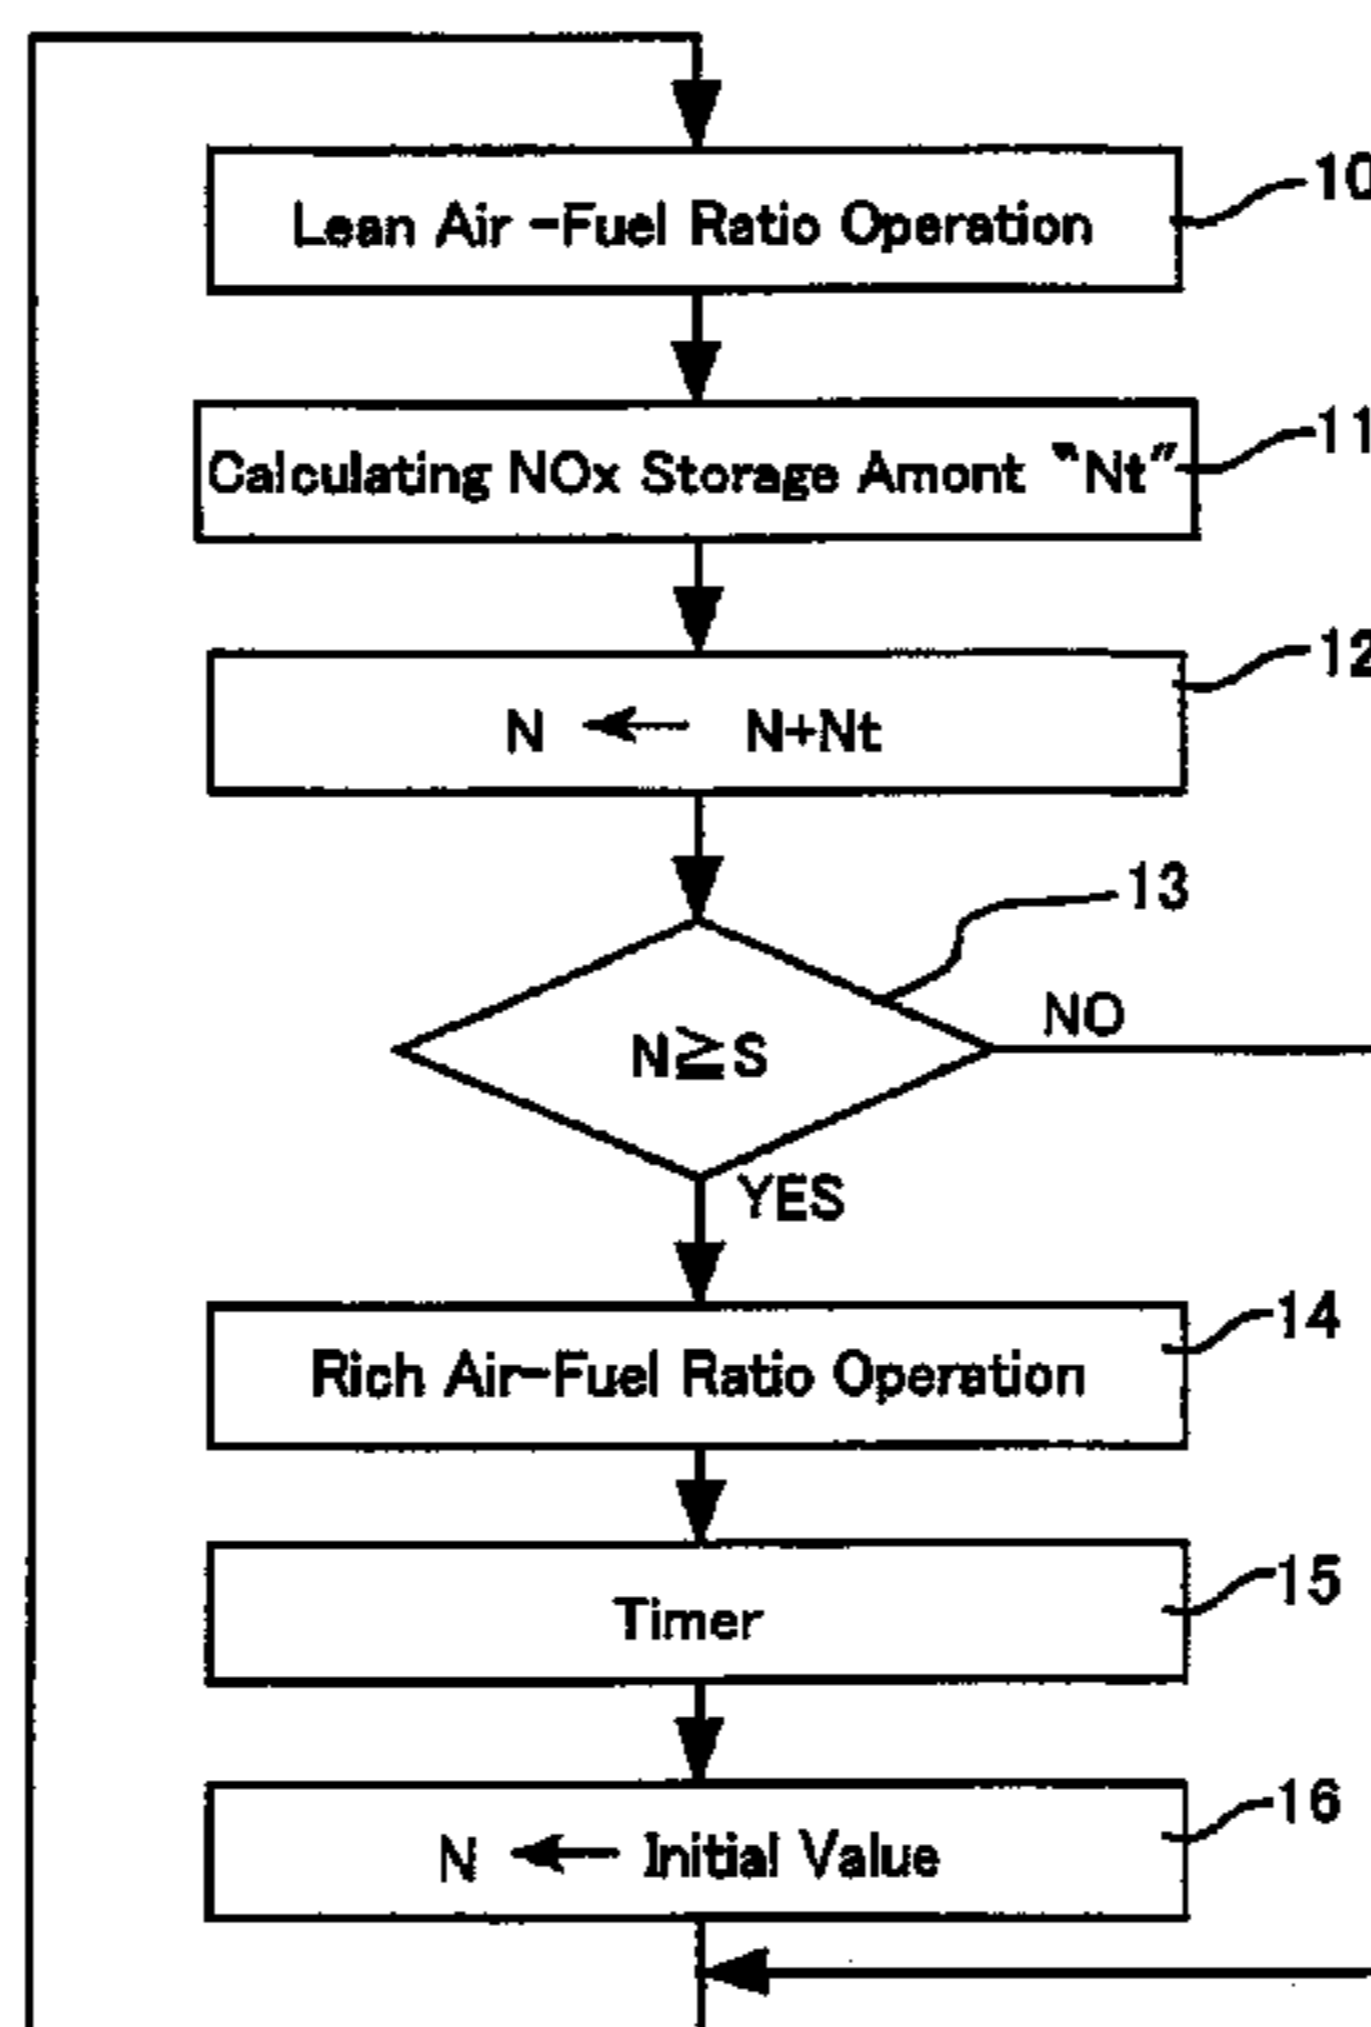 Lean Air-Fuel Ratio Operation
10
Calculating NOx Storage Amont "Nt"
11
12
N ← N+Nt
13
N≧S
NO
YES
14
Rich Air-Fuel Ratio Operation
15
Timer
16
N ← Initial Value